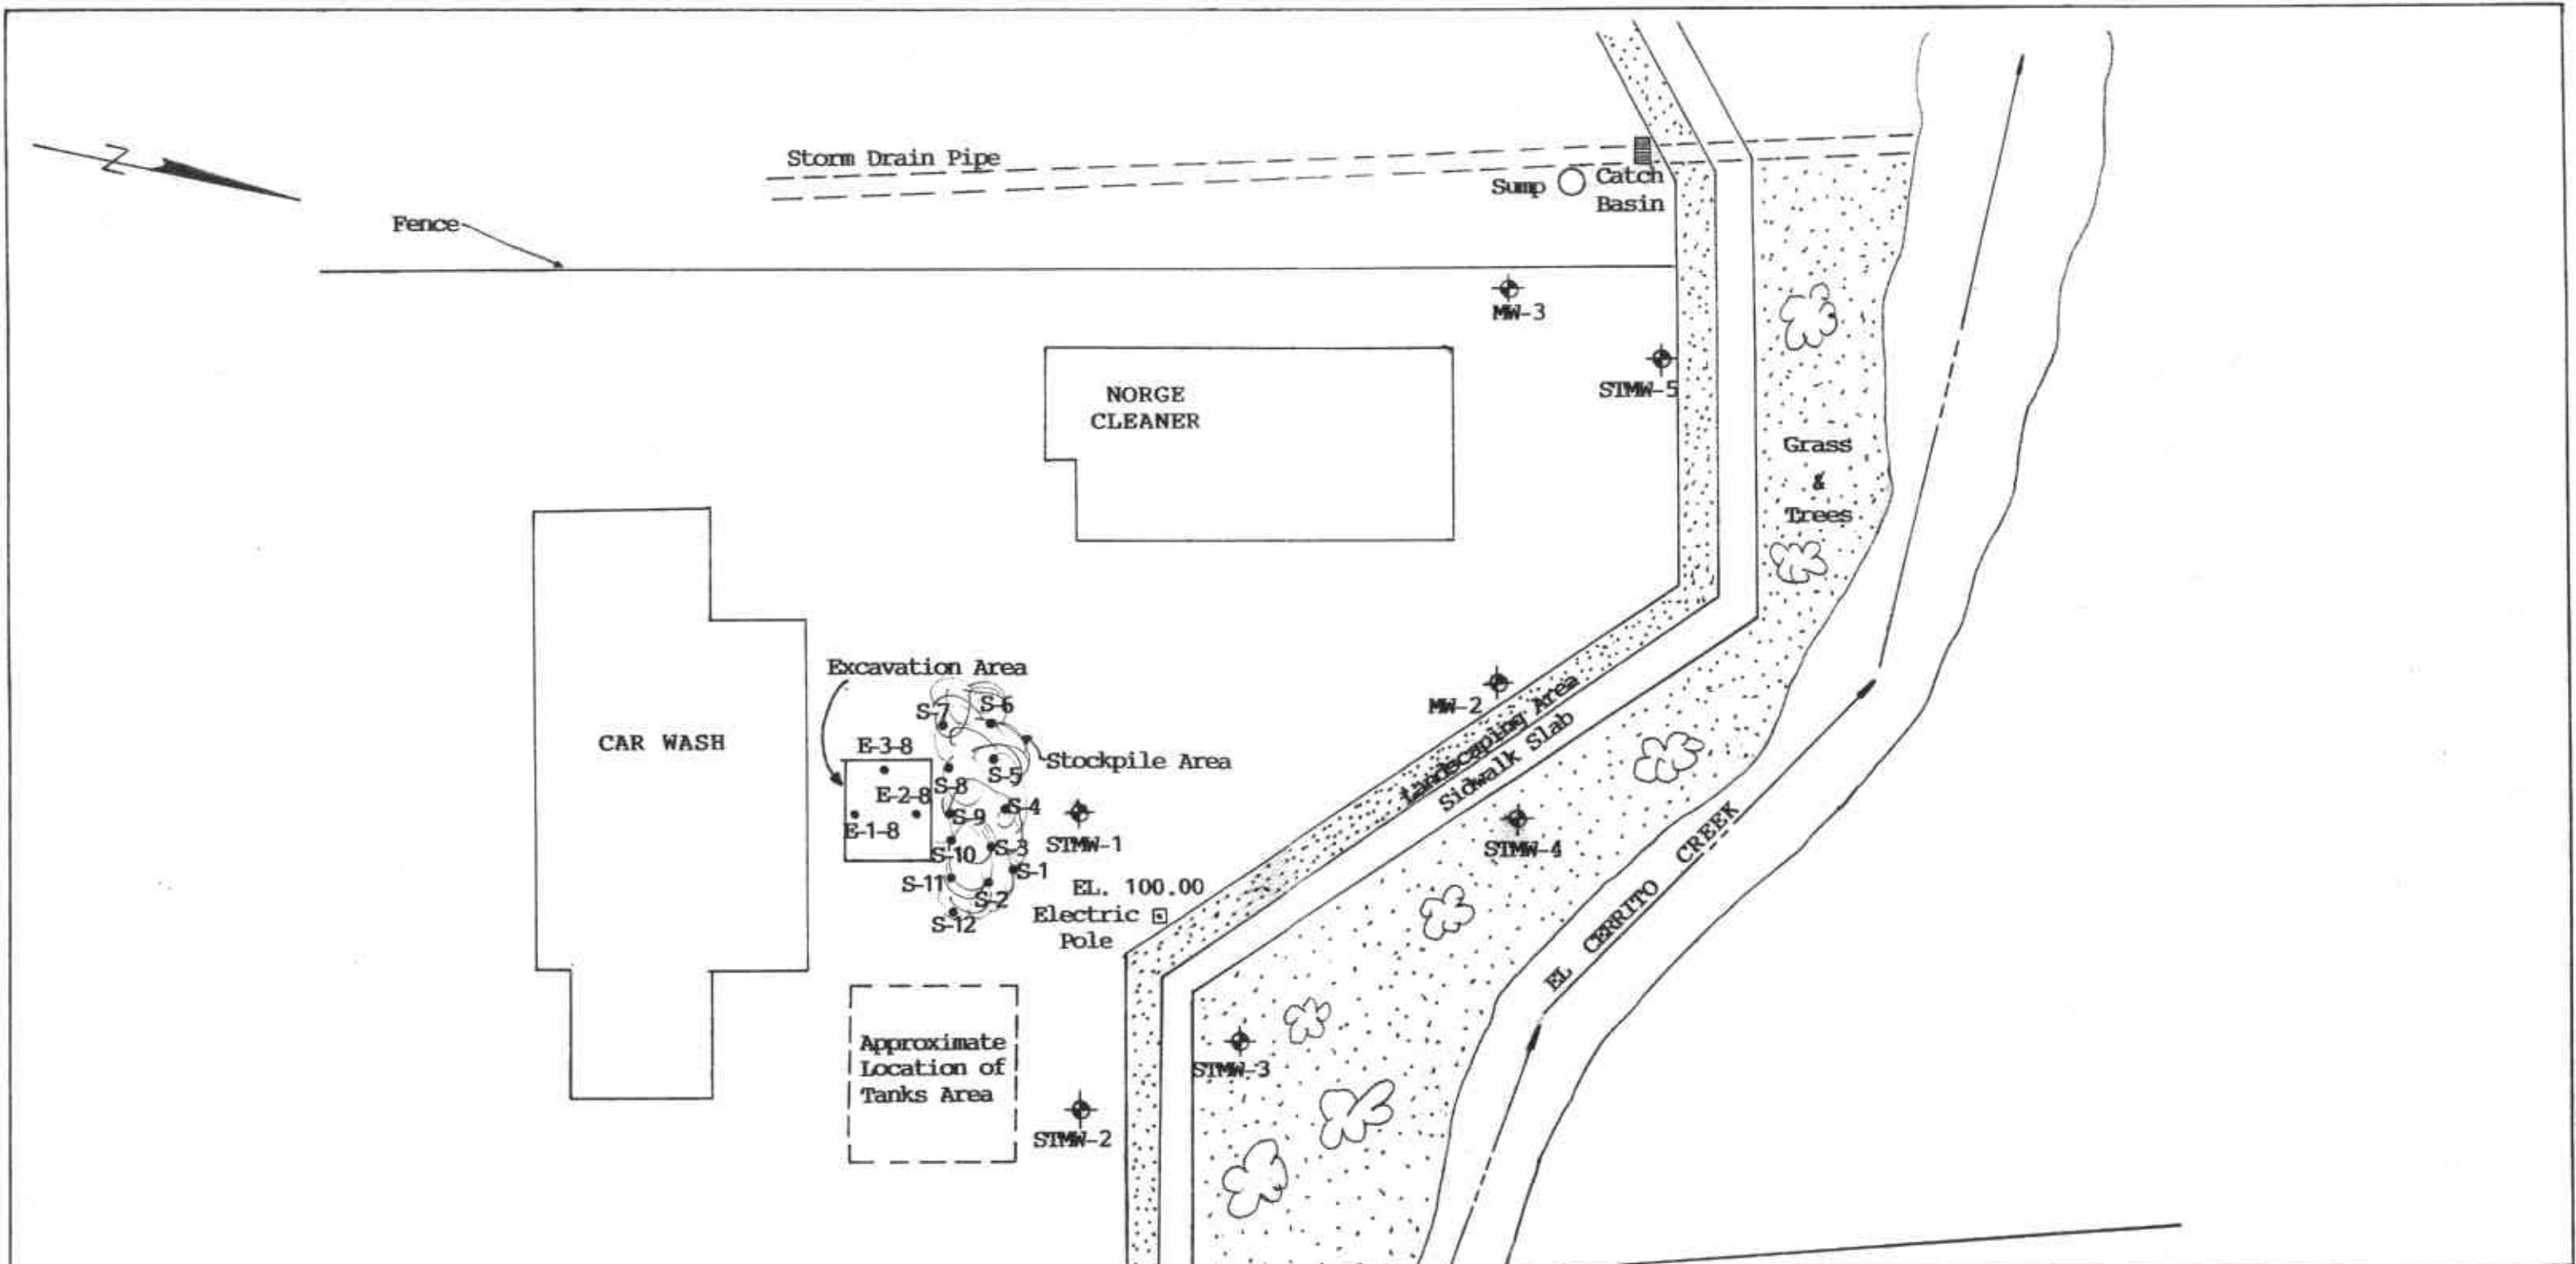 Storm Drain Pipe
N
Sump
Catch
Basin
Fence
MW-3
STMW-5
NORGE
CLEANER
Grass
&
Trees
Excavation Area
S-7
S-6
MW-2
Landscaping Area
Sidwalk Slab
CAR WASH
E-3-8
Stockpile Area
S-5
S-8
E-2-8
S-4
S-9
E-1-8
STMW-1
S-10
S-3
STMW-4
S-1
S-11
S-2
S-12
EL. 100.00
Electric
Pole
EL CERRITO CREEK
Approximate
Location of
Tanks Area
STMW-3
STMW-2